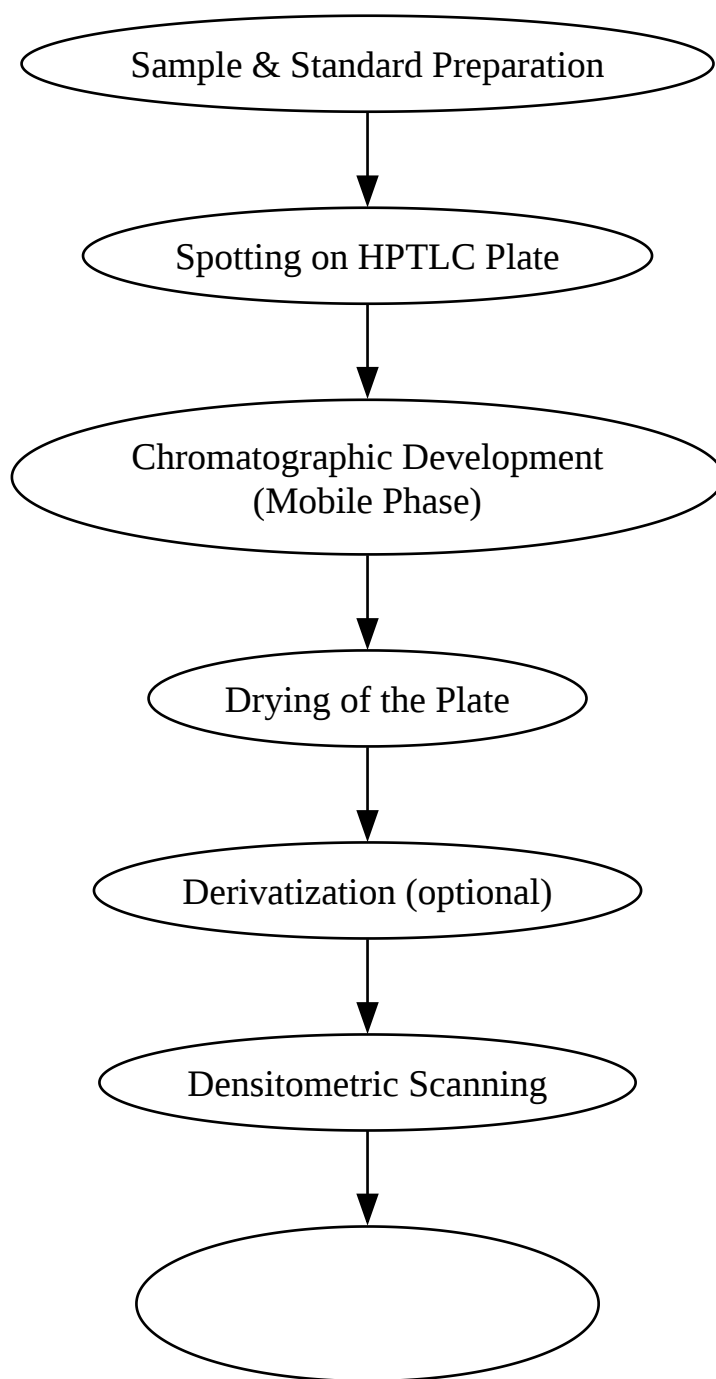 Sample & Standard Preparation
Spotting on HPTLC Plate
Chromatographic Development
(Mobile Phase)
Drying of the Plate
Derivatization (optional)
Densitometric Scanning